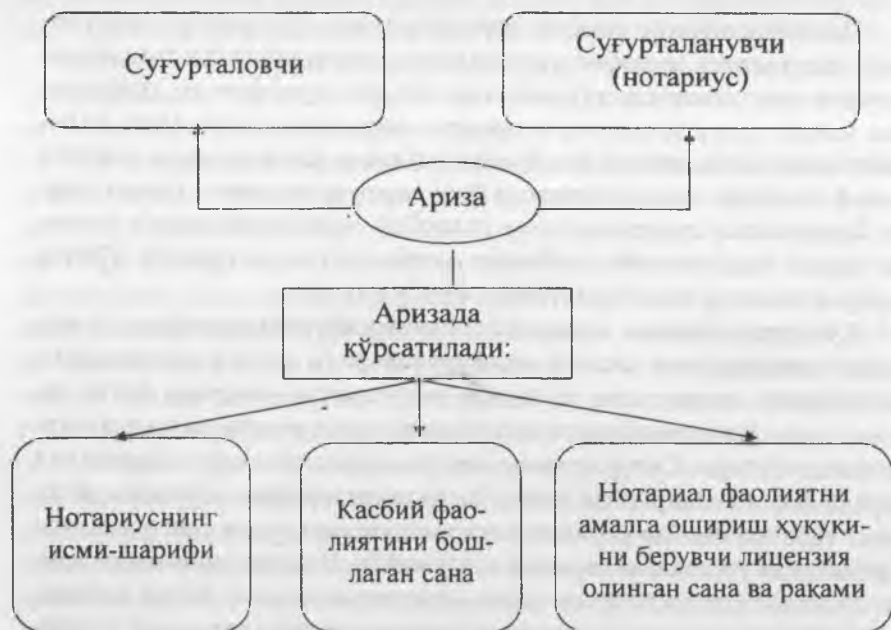 Суғурталовчи
Суғурталанувчи
(нотариус)
Ариза
Аризада
кўрсатилади:
Нотариуснинг
исми-шарифи
Касбий фао-
лиятини бош-
лаган сана
Нотариал фаолиятни
амалга ошириш ҳуқуқи-
ни берувчи лицензия
олинган сана ва рақами